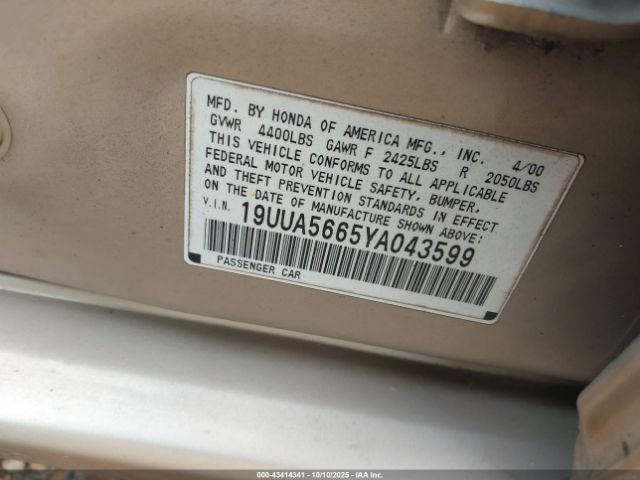 MFD. BY HONDA OF AMERICA MFG., INC. 4/00
GVWR 4400LBS GAWR F 2425LBS R 2050LBS
THIS VEHICLE CONFORMS TO ALL APPLICABLE
FEDERAL MOTOR VEHICLE SAFETY, BUMPER,
AND THEFT PREVENTION STANDARDS IN EFFECT
ON THE DATE OF MANUFACTURE SHOWN ABOVE:
V.I.N. 19UUA5665YA043599
PASSENGER CAR
000-43414341 | 10/10/2025 - IAA Inc.